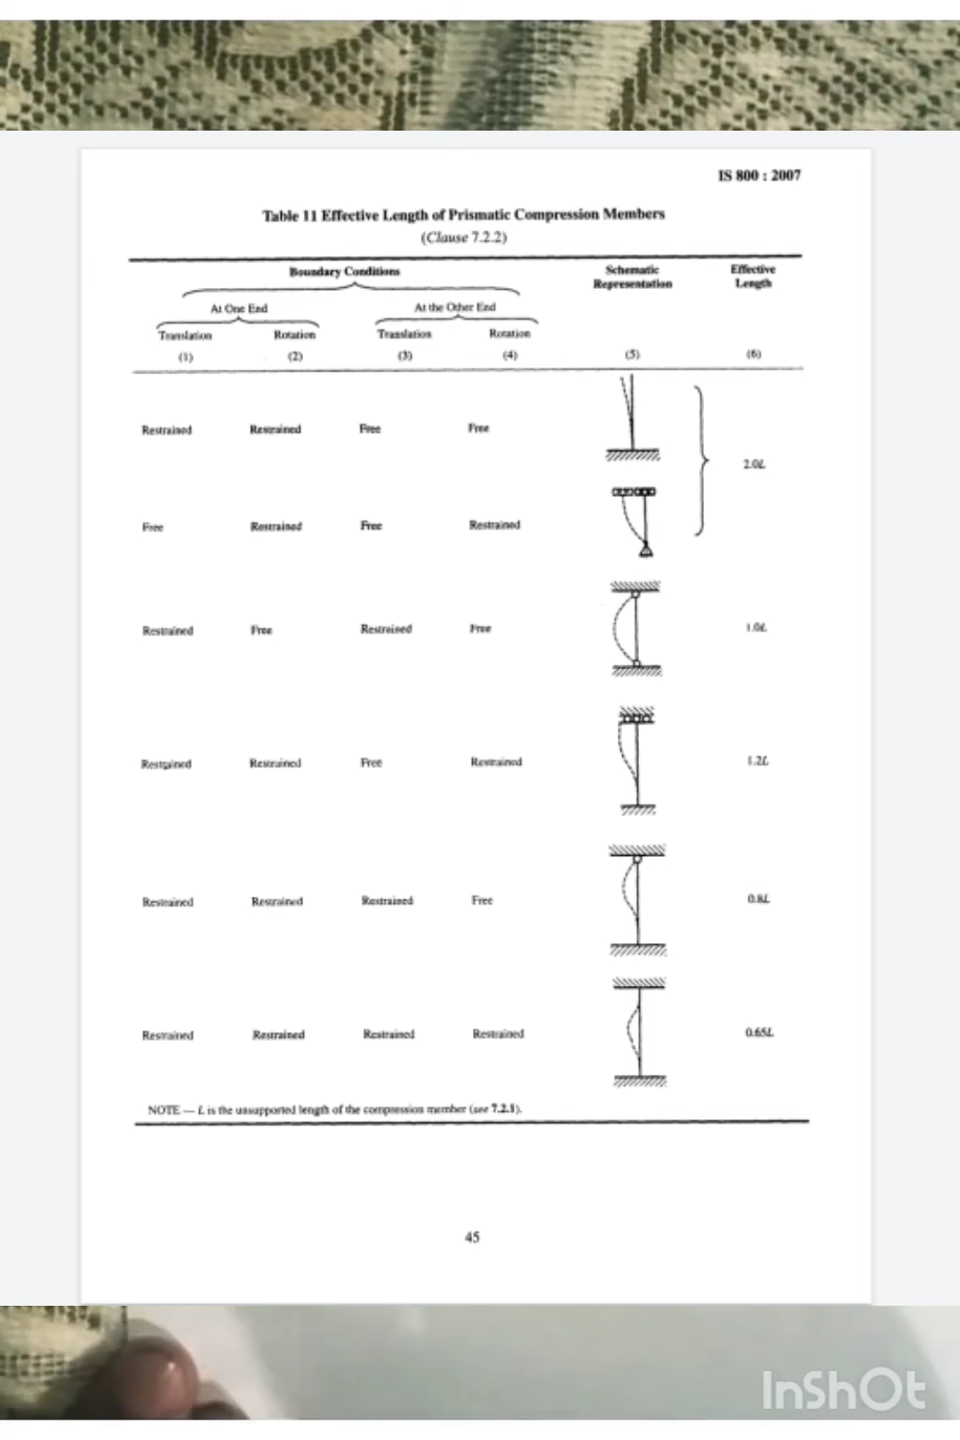 IS 800 : 2007
Table 11 Effective Length of Prismatic Compression Members
(Clause 7.2.2)
Boundary Conditions Schematic Representation Effective Length
At One End At the Other End
Translation Rotation Translation Rotation
(1) (2) (3) (4) (5) (6)
Restrained Restrained Free Free
2.0L
Free Restrained Free Restrained
Restrained Free Restrained Free 1.0L
Restrained Restrained Free Restrained 1.2L
Restrained Restrained Restrained Free 0.8L
Restrained Restrained Restrained Restrained 0.65L
NOTE — L is the unsupported length of the compression member (see 7.2.1).
45
InShOt